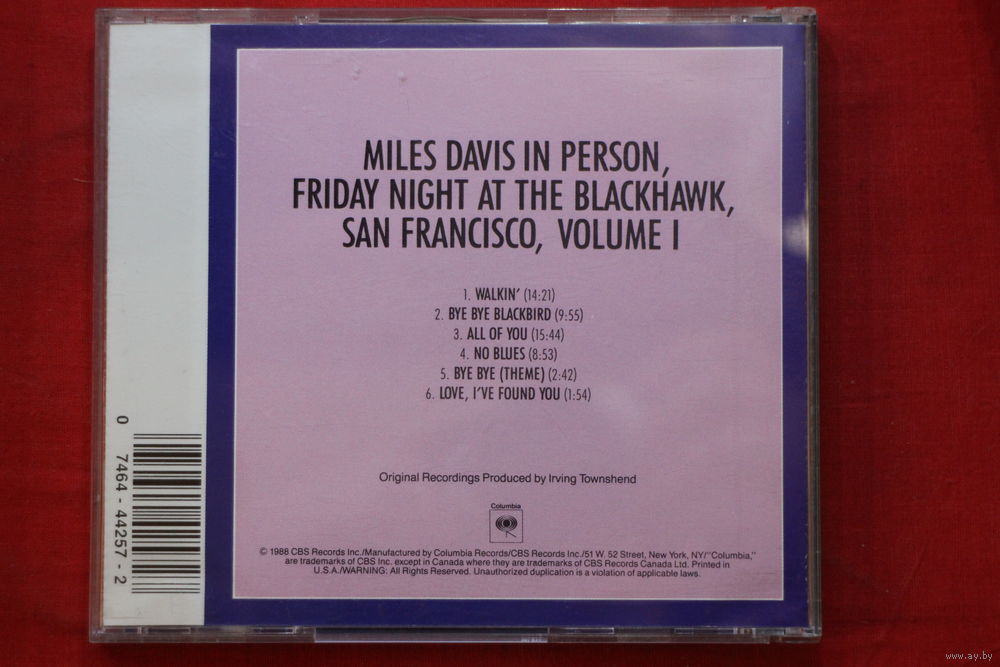 MILES DAVIS IN PERSON,
FRIDAY NIGHT AT THE BLACKHAWK,
SAN FRANCISCO, VOLUME I
1. WALKIN' (14:21)
2. BYE BYE BLACKBIRD (9:55)
3. ALL OF YOU (15:44)
4. NO BLUES (8:53)
5. BYE BYE (THEME) (2:42)
6. LOVE, I'VE FOUND YOU (1:54)
Original Recordings Produced by Irving Townshend
Columbia
© 1988 CBS Records Inc./Manufactured by Columbia Records/CBS Records Inc./51 W. 52 Street, New York, NY/"Columbia,"
are trademarks of CBS Inc. except in Canada where they are trademarks of CBS Records Canada Ltd. Printed in
U.S.A./WARNING: All Rights Reserved. Unauthorized duplication is a violation of applicable laws.
0 7464 - 44257 - 2
www.ay.by